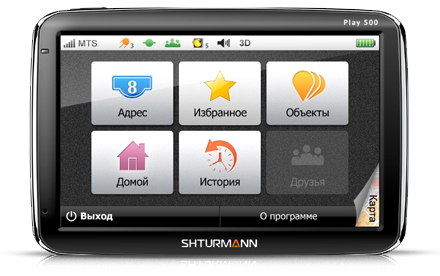 Play 500
MTS 3 5 3D
8
Адрес
Избранное
Объекты
Домой
История
Друзья
Выход
О программе
Карта
SHTURMANN